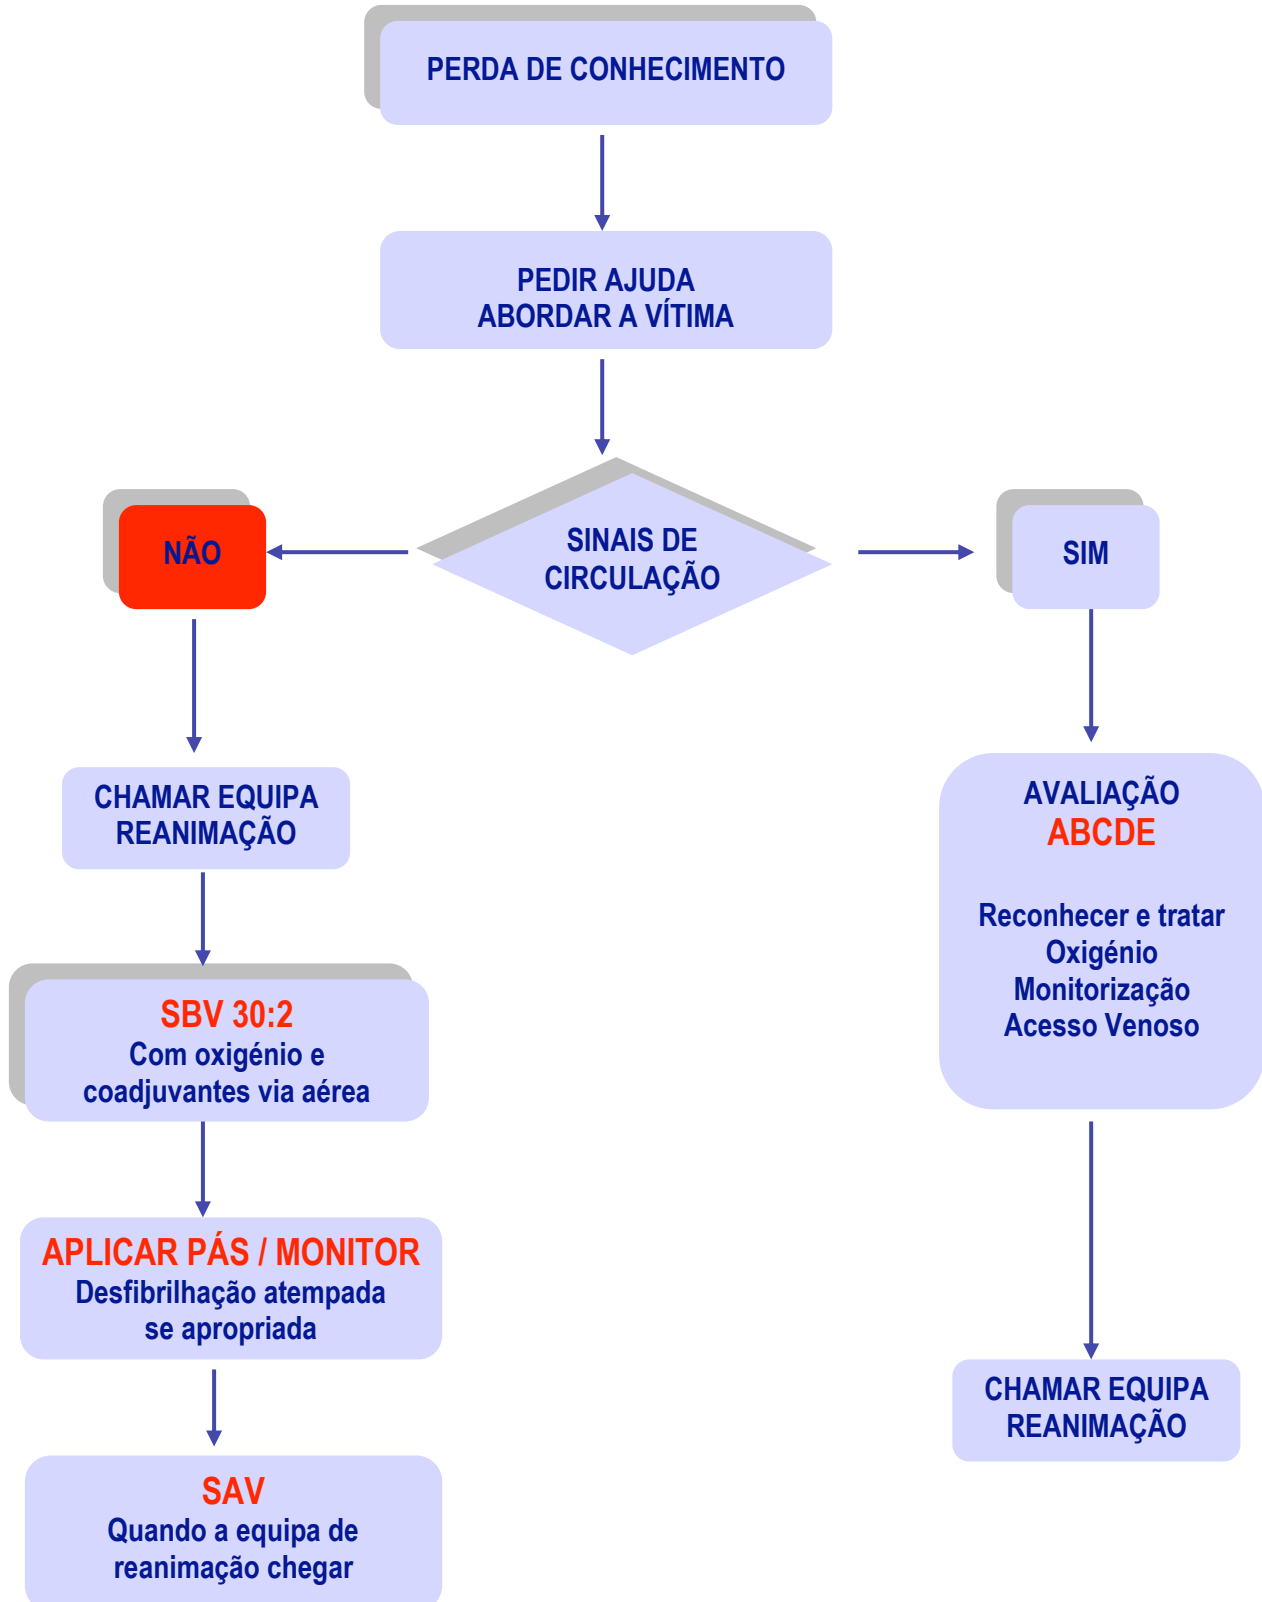 PERDA DE CONHECIMENTO
PEDIR AJUDA
ABORDAR A VÍTIMA
SINAIS DE
CIRCULAÇÃO
NÃO
SIM
CHAMAR EQUIPA
REANIMAÇÃO
SBV 30:2
Com oxigénio e
coadjuvantes via aérea
APLICAR PÁS / MONITOR
Desfibrilhação atempada
se apropriada
SAV
Quando a equipa de
reanimação chegar
AVALIAÇÃO
ABCDE
Reconhecer e tratar
Oxigénio
Monitorização
Acesso Venoso
CHAMAR EQUIPA
REANIMAÇÃO